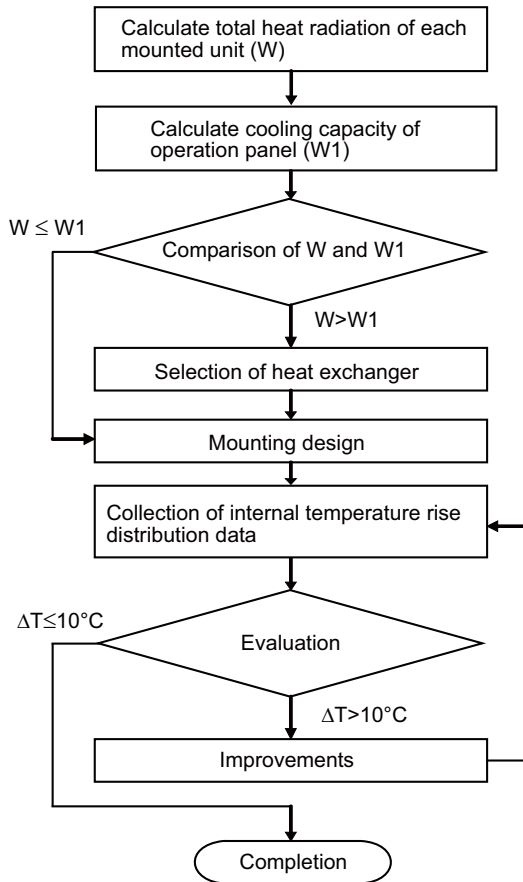 Calculate total heat radiation of each
mounted unit (W)
Calculate cooling capacity of
operation panel (W1)
W ≤ W1
Comparison of W and W1
W>W1
Selection of heat exchanger
Mounting design
Collection of internal temperature rise
distribution data
ΔT≤10°C
Evaluation
ΔT>10°C
Improvements
Completion